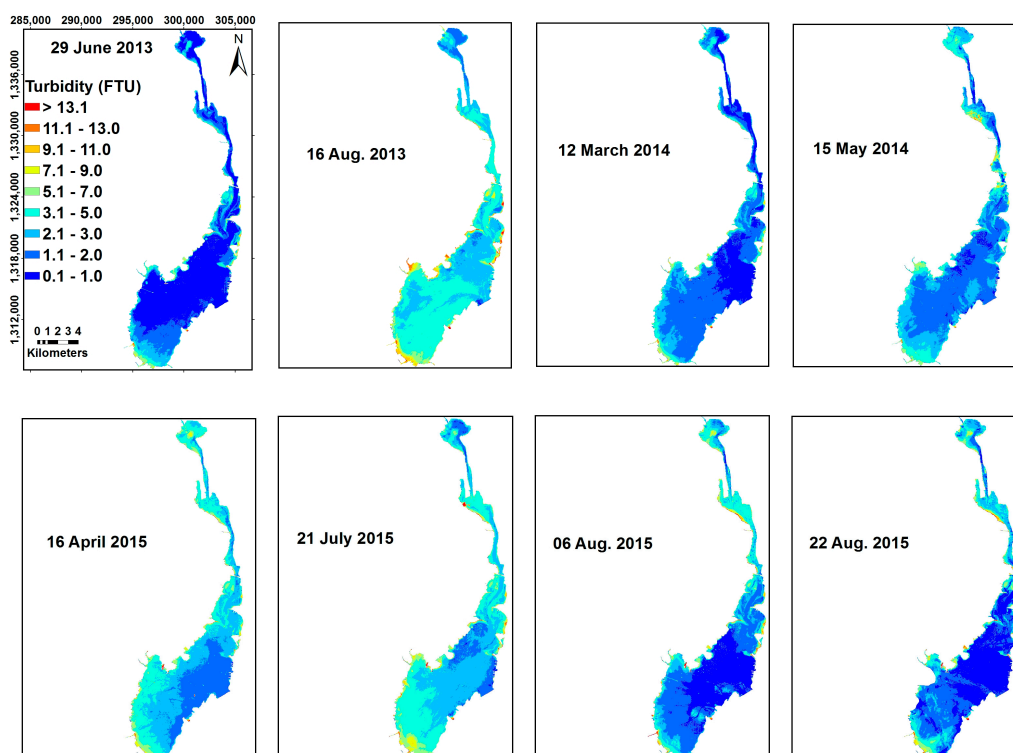 285,000 290,000 295,000 300,000 305,000
29 June 2013
N
Turbidity (FTU)
> 13.1
11.1 - 13.0
9.1 - 11.0
7.1 - 9.0
5.1 - 7.0
3.1 - 5.0
2.1 - 3.0
1.1 - 2.0
0.1 - 1.0
1,336,000
1,330,000
1,324,000
1,318,000
1,312,000
0 1 2 3 4
Kilometers
16 Aug. 2013
12 March 2014
15 May 2014
16 April 2015
21 July 2015
06 Aug. 2015
22 Aug. 2015